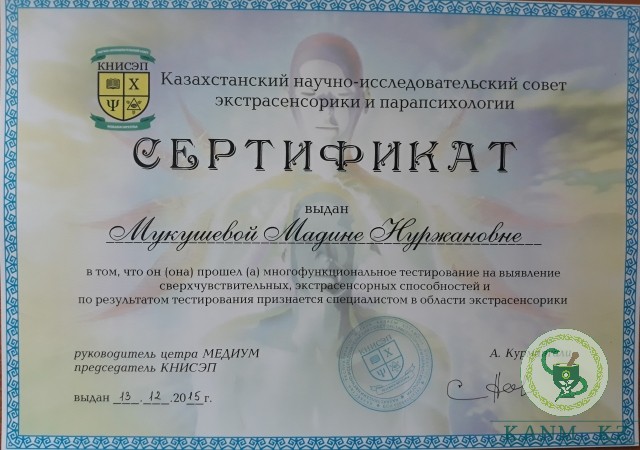 КНИСЭП
Казахстанский научно-исследовательский совет
экстрасенсорики и парапсихологии
СЕРТИФИКАТ
выдан
Мукушевой Мадине Нуржановне
в том, что он (она) прошел (а) многофункциональное тестирование на выявление
сверхчувствительных, экстрасенсорных способностей и
по результатом тестирования признается специалистом в области экстрасенсорики
руководитель цетра МЕДИУМ
председатель КНИСЭП
А.
выдан 13.12.2015г.
KANM.KZ